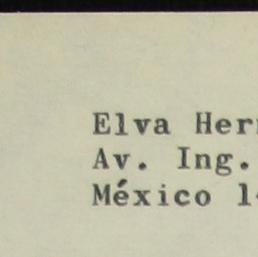 Elva Her
Av. Ing.
México 1